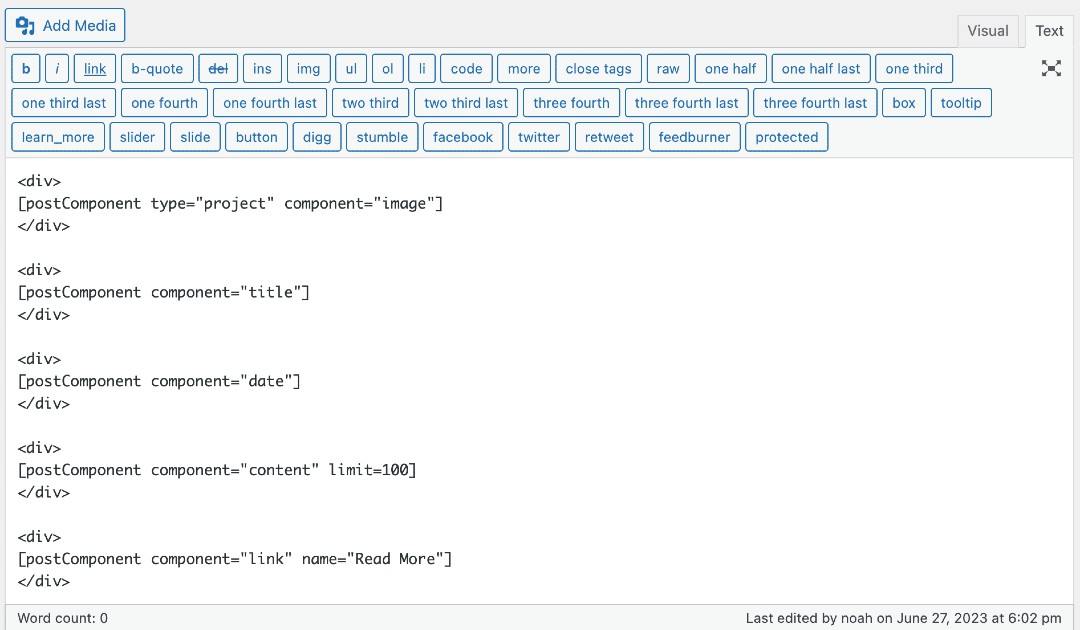 Add Media
Visual Text
b i link b-quote del ins img ul ol li code more close tags raw one half one half last one third
one third last one fourth one fourth last two third two third last three fourth three fourth last three fourth last box tooltip
learn_more slider slide button digg stumble facebook twitter retweet feedburner protected
<div>
[postComponent type="project" component="image"]
</div>
<div>
[postComponent component="title"]
</div>
<div>
[postComponent component="date"]
</div>
<div>
[postComponent component="content" limit=100]
</div>
<div>
[postComponent component="link" name="Read More"]
</div>
Word count: 0 Last edited by noah on June 27, 2023 at 6:02 pm